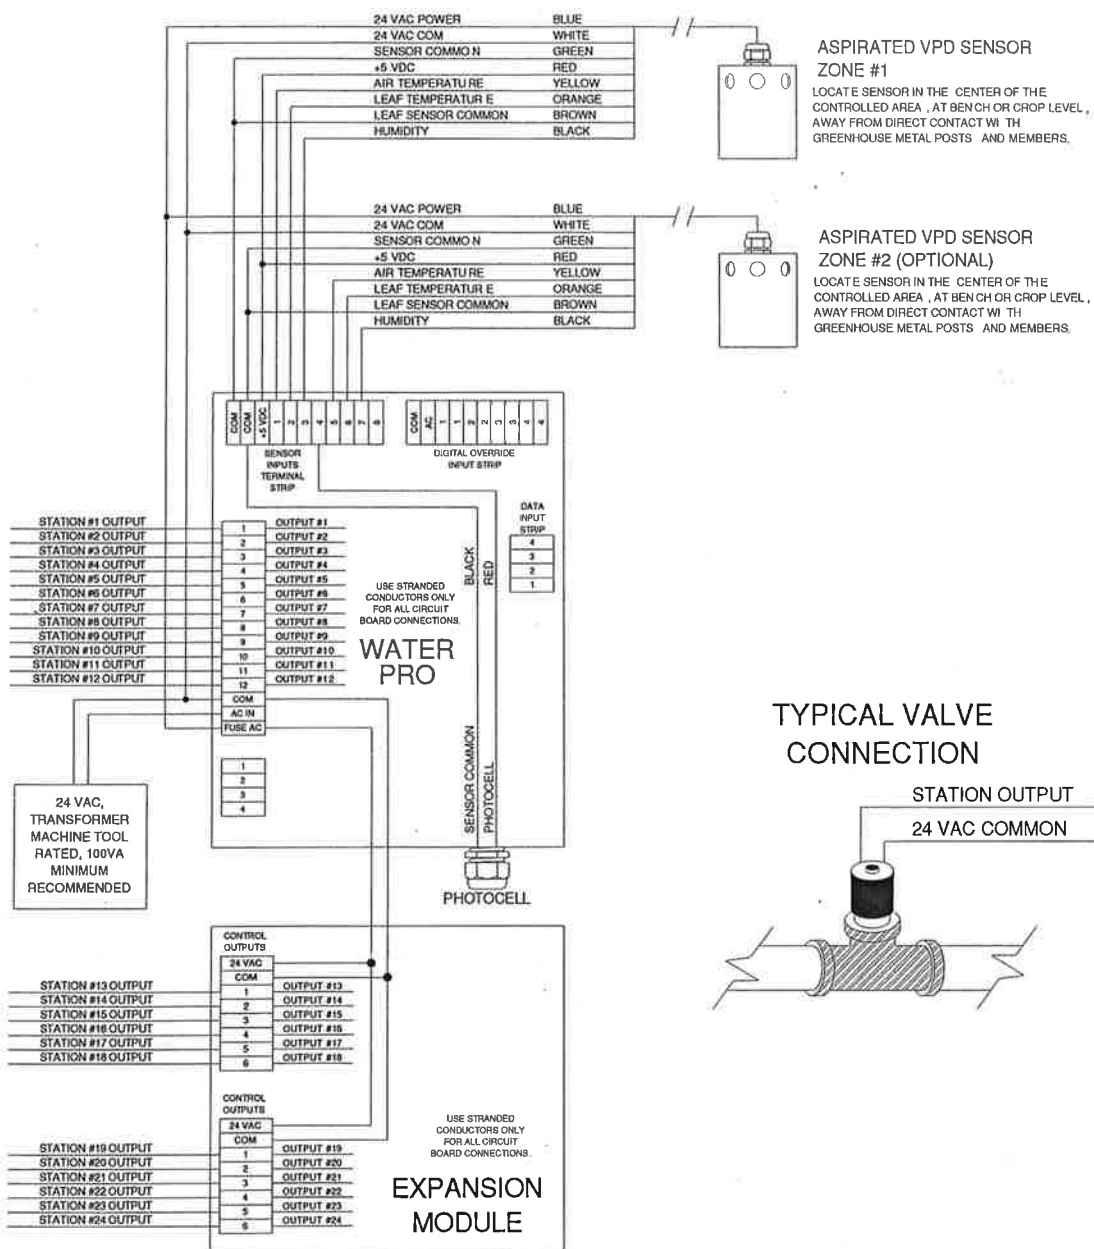 24 VAC POWER BLUE
24 VAC COM WHITE
SENSOR COMMON GREEN
+5 VDC RED
AIR TEMPERATURE YELLOW
LEAF TEMPERATURE ORANGE
LEAF SENSOR COMMON BROWN
HUMIDITY BLACK
ASPIRATED VPD SENSOR
ZONE #1
LOCATE SENSOR IN THE CENTER OF THE
CONTROLLED AREA , AT BENCH OR CROP LEVEL ,
AWAY FROM DIRECT CONTACT WITH
GREENHOUSE METAL POSTS AND MEMBERS.
24 VAC POWER BLUE
24 VAC COM WHITE
SENSOR COMMON GREEN
+5 VDC RED
AIR TEMPERATURE YELLOW
LEAF TEMPERATURE ORANGE
LEAF SENSOR COMMON BROWN
HUMIDITY BLACK
ASPIRATED VPD SENSOR
ZONE #2 (OPTIONAL)
LOCATE SENSOR IN THE CENTER OF THE
CONTROLLED AREA , AT BENCH OR CROP LEVEL ,
AWAY FROM DIRECT CONTACT WITH
GREENHOUSE METAL POSTS AND MEMBERS.
COM COM +5 VDC 1 2 3 4 5 6 7 8
SENSOR
INPUTS
TERMINAL
STRIP
COM AC 1 1 2 2 3 3 4 4
DIGITAL OVERRIDE
INPUT STRIP
DATA
INPUT
STRIP
4
3
2
1
STATION #1 OUTPUT 1 OUTPUT #1
STATION #2 OUTPUT 2 OUTPUT #2
STATION #3 OUTPUT 3 OUTPUT #3
STATION #4 OUTPUT 4 OUTPUT #4
STATION #5 OUTPUT 5 OUTPUT #5
STATION #6 OUTPUT 6 OUTPUT #6
STATION #7 OUTPUT 7 OUTPUT #7
STATION #8 OUTPUT 8 OUTPUT #8
STATION #9 OUTPUT 9 OUTPUT #9
STATION #10 OUTPUT 10 OUTPUT #10
STATION #11 OUTPUT 11 OUTPUT #11
STATION #12 OUTPUT 12 OUTPUT #12
COM
AC IN
FUSE AC
1
2
3
4
USE STRANDED
CONDUCTORS ONLY
FOR ALL CIRCUIT
BOARD CONNECTIONS.
WATER
PRO
BLACK
RED
SENSOR COMMON
PHOTOCELL
PHOTOCELL
24 VAC,
TRANSFORMER
MACHINE TOOL
RATED, 100VA
MINIMUM
RECOMMENDED
TYPICAL VALVE
CONNECTION
STATION OUTPUT
24 VAC COMMON
CONTROL
OUTPUTS
24 VAC
COM
STATION #13 OUTPUT 1 OUTPUT #13
STATION #14 OUTPUT 2 OUTPUT #14
STATION #15 OUTPUT 3 OUTPUT #15
STATION #16 OUTPUT 4 OUTPUT #16
STATION #17 OUTPUT 5 OUTPUT #17
STATION #18 OUTPUT 6 OUTPUT #18
CONTROL
OUTPUTS
24 VAC
COM
STATION #19 OUTPUT 1 OUTPUT #19
STATION #20 OUTPUT 2 OUTPUT #20
STATION #21 OUTPUT 3 OUTPUT #21
STATION #22 OUTPUT 4 OUTPUT #22
STATION #23 OUTPUT 5 OUTPUT #23
STATION #24 OUTPUT 6 OUTPUT #24
USE STRANDED
CONDUCTORS ONLY
FOR ALL CIRCUIT
BOARD CONNECTIONS.
EXPANSION
MODULE